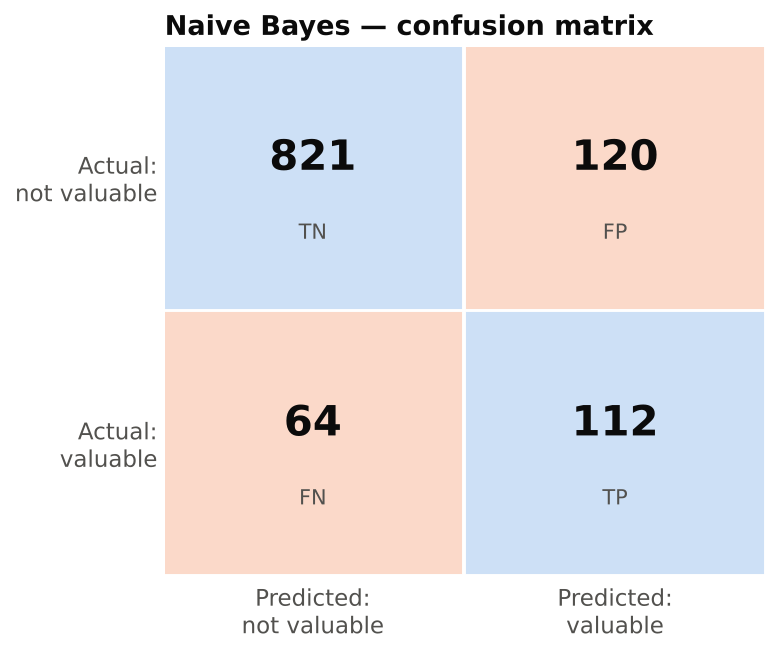 Naive Bayes — confusion matrix
Actual:
not valuable
821
TN
120
FP
Actual:
valuable
64
FN
112
TP
Predicted:
not valuable
Predicted:
valuable